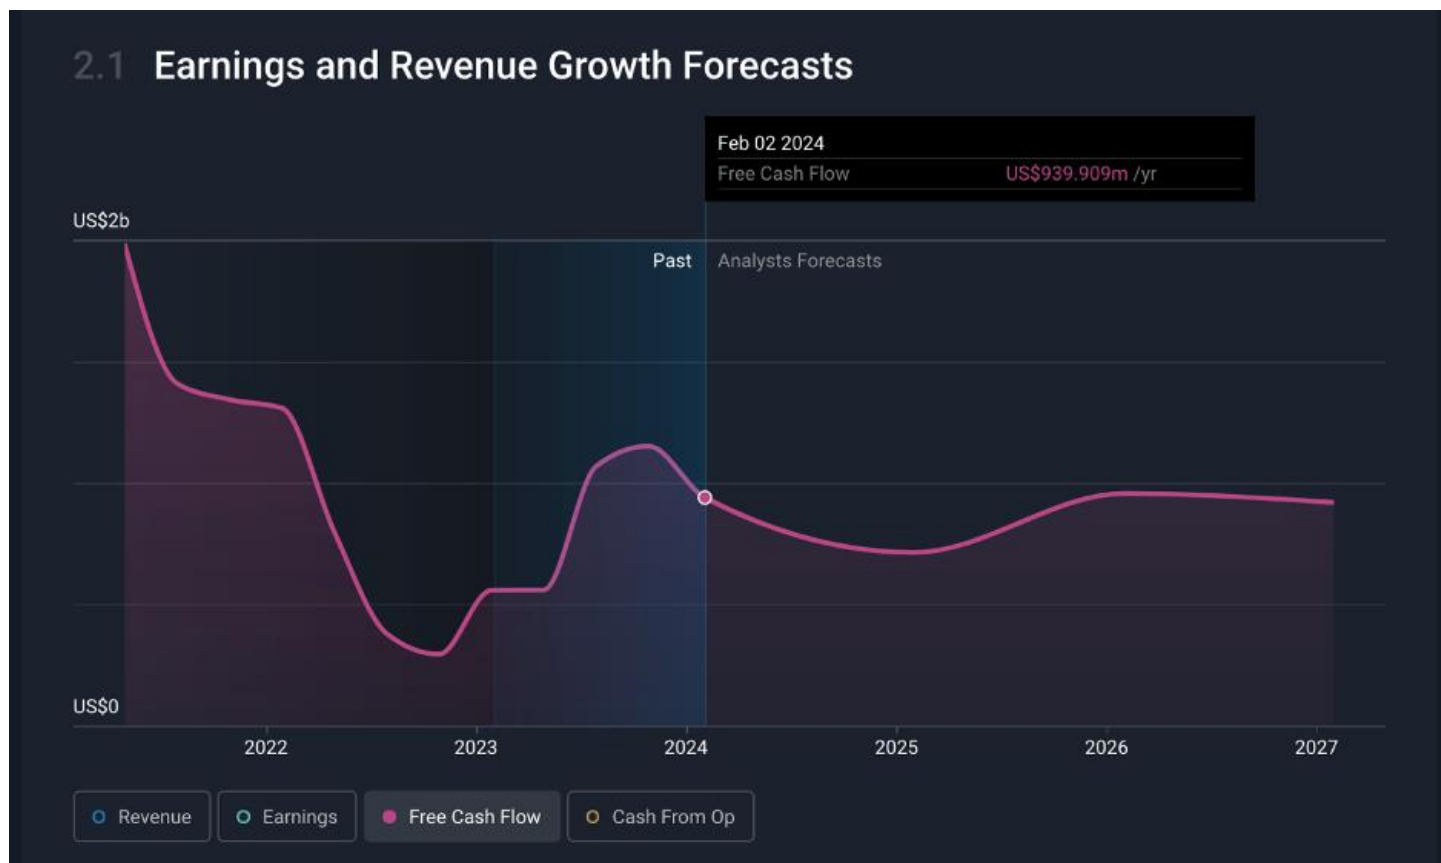 2.1 Earnings and Revenue Growth Forecasts
Feb 02 2024
Free Cash Flow US$939.909m /yr
US$2b
Past Analysts Forecasts
US$0
2022 2023 2024 2025 2026 2027
Revenue Earnings Free Cash Flow Cash From Op